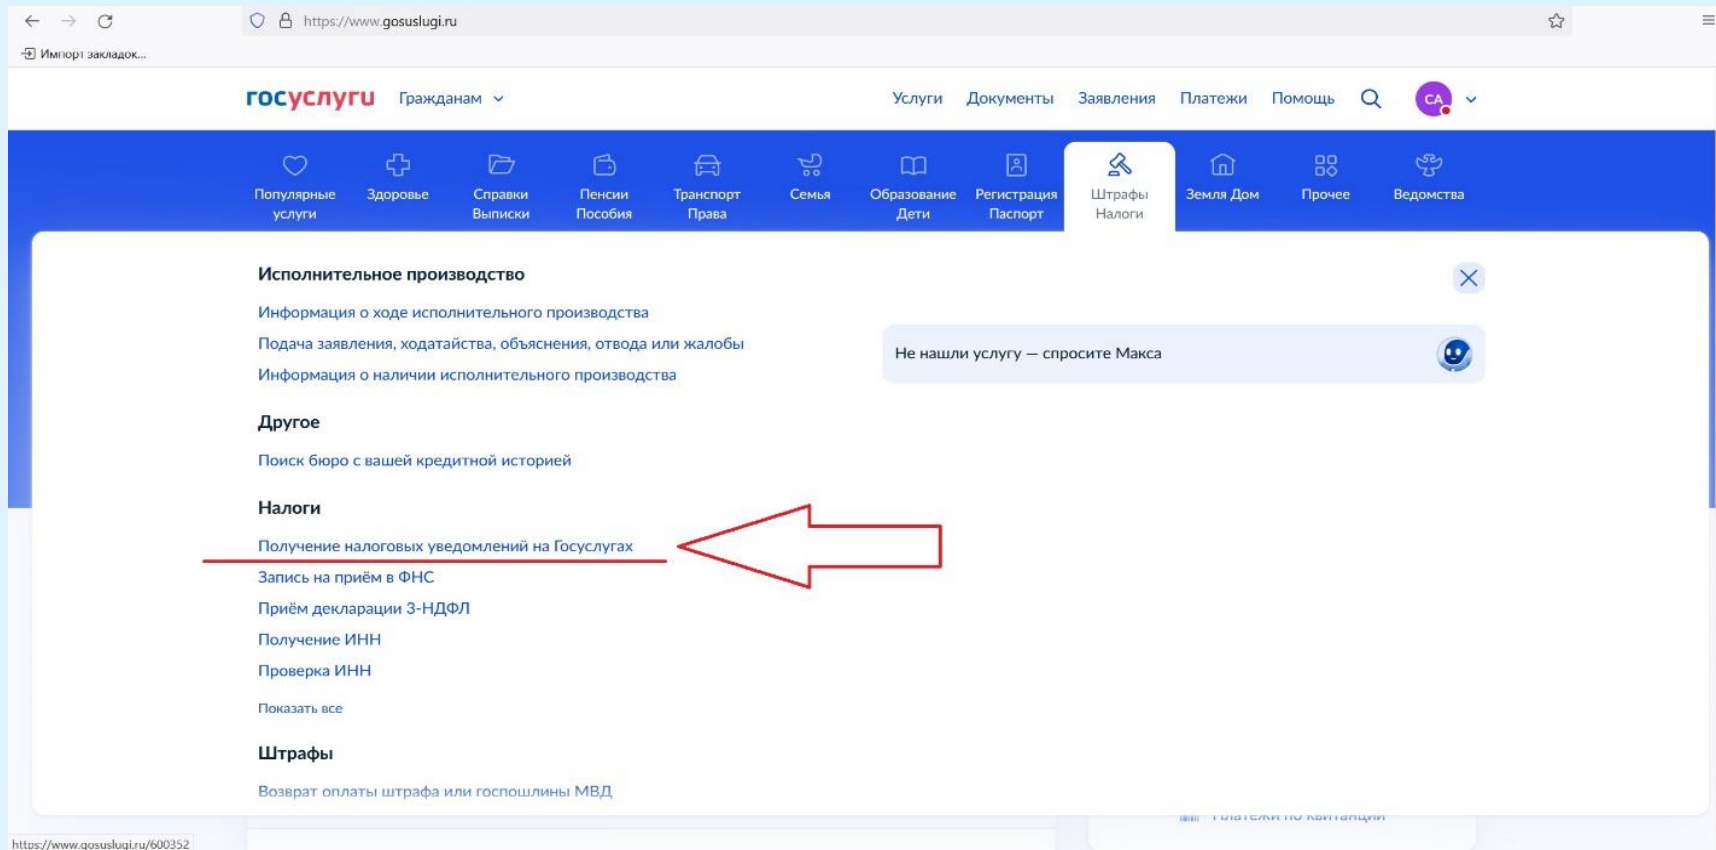 https://www.gosuslugi.ru
Импорт закладок...
госуслуги Гражданам Услуги Документы Заявления Платежи Помощь СА
Популярные услуги
Здоровье
Справки Выписки
Пенсии Пособия
Транспорт Права
Семья
Образование Дети
Регистрация Паспорт
Штрафы Налоги
Земля Дом
Прочее
Ведомства
Исполнительное производство
Информация о ходе исполнительного производства
Подача заявления, ходатайства, объяснения, отвода или жалобы
Информация о наличии исполнительного производства
Не нашли услугу — спросите Макса
Другое
Поиск бюро с вашей кредитной историей
Налоги
Получение налоговых уведомлений на Госуслугах
Запись на приём в ФНС
Приём декларации 3-НДФЛ
Получение ИНН
Проверка ИНН
Показать все
Штрафы
Возврат оплаты штрафа или госпошлины МВД
Платежи по квитанции
https://www.gosuslugi.ru/600352